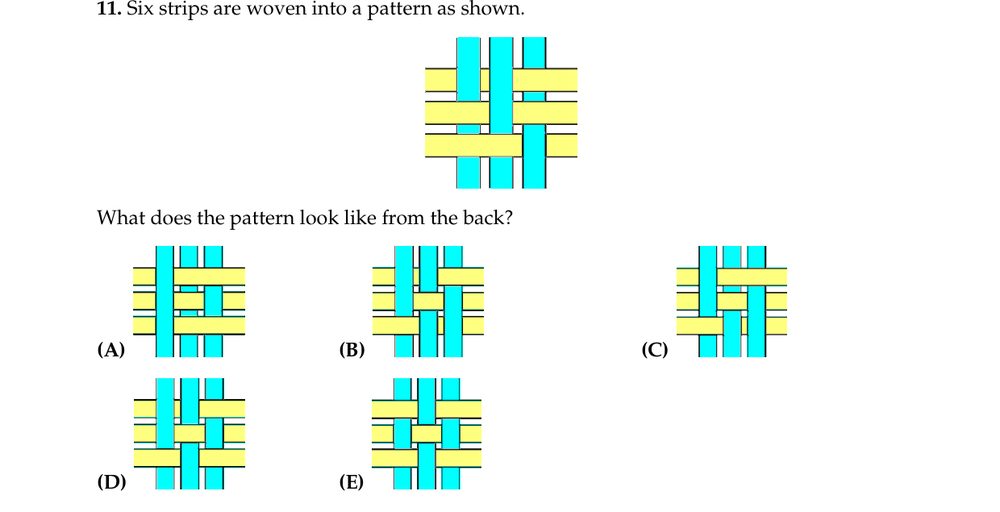 11. Six strips are woven into a pattern as shown.
What does the pattern look like from the back?
(A) (B) (C)
(D) (E)